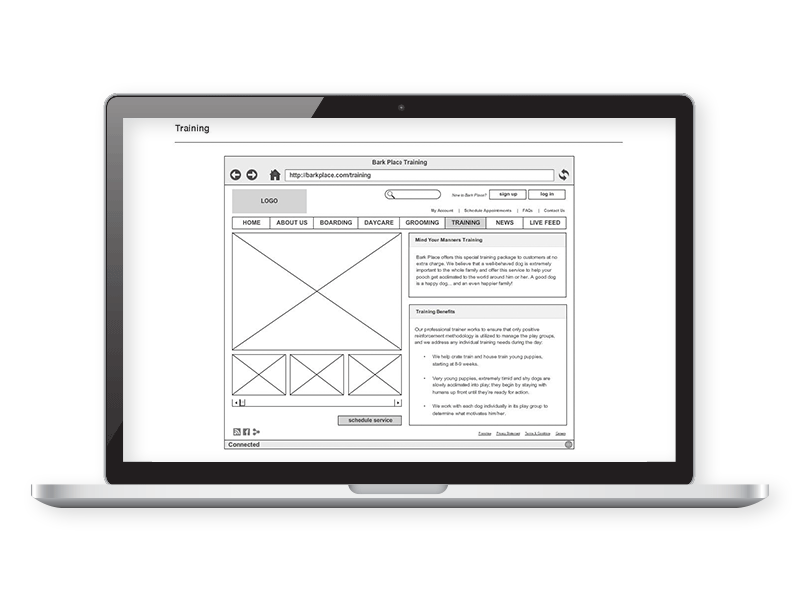 Training
Bark Place Training
http://barkplace.com/training
LOGO
New to Bark Place?
sign up
log in
My Account | Schedule Appointments | FAQs | Contact Us
HOME
ABOUT US
BOARDING
DAYCARE
GROOMING
TRAINING
NEWS
LIVE FEED
Mind Your Manners Training
Bark Place offers this special training package to customers at no
extra charge. We believe that a well-behaved dog is extremely
important to the whole family and offer this service to help your
pooch get acclimated to the world around him or her. A good dog
is a happy dog... and an even happier family!
Training Benefits
Our professional trainer works to ensure that only positive
reinforcement methodology is utilized to manage the play groups,
and we address any individual training needs during the day.
• We help crate train and house train young puppies,
starting at 8-9 weeks.
• Very young puppies, extremely timid and shy dogs are
slowly acclimated into play; they begin by staying with
humans up front until they're ready for action.
• We work with each dog individually in its play group to
determine what motivates him/her.
schedule service
Franchise
Privacy Statement
Terms & Conditions
Careers
Connected